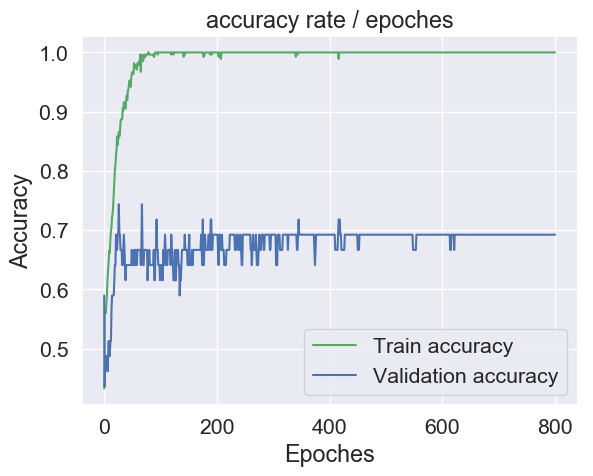 accuracy rate / epoches
Accuracy
1.0
0.9
0.8
0.7
0.6
0.5
Train accuracy
Validation accuracy
0 200 400 600 800
Epoches